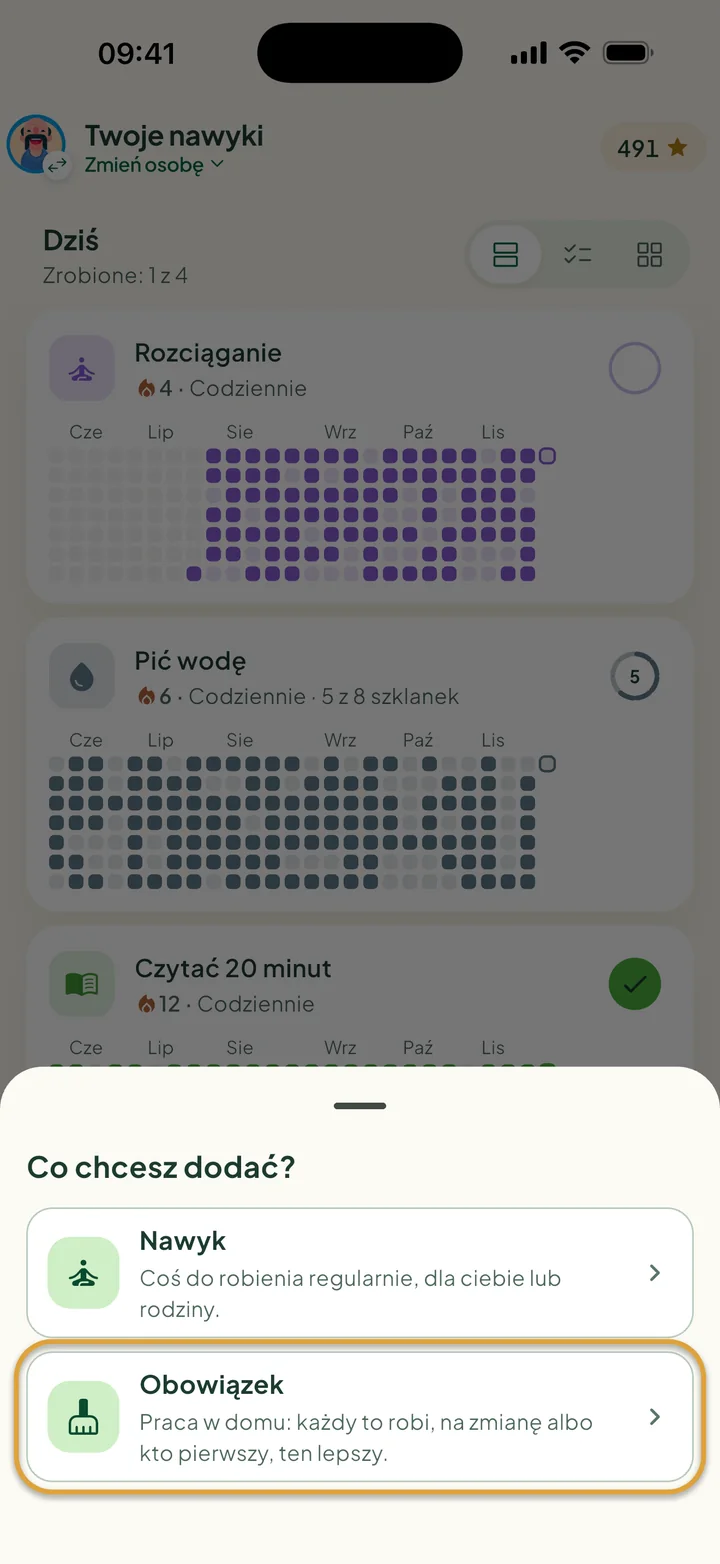 09:41
Twoje nawyki
Zmień osobę
491
Dziś
Zrobione: 1 z 4
Rozciąganie
4 · Codziennie
Cze Lip Sie Wrz Paź Lis
Pić wodę
6 · Codziennie · 5 z 8 szklanek
5
Cze Lip Sie Wrz Paź Lis
Czytać 20 minut
12 · Codziennie
Cze Lip Sie Wrz Paź Lis
Co chcesz dodać?
Nawyk
Coś do robienia regularnie, dla ciebie lub
rodziny.
Obowiązek
Praca w domu: każdy to robi, na zmianę albo
kto pierwszy, ten lepszy.